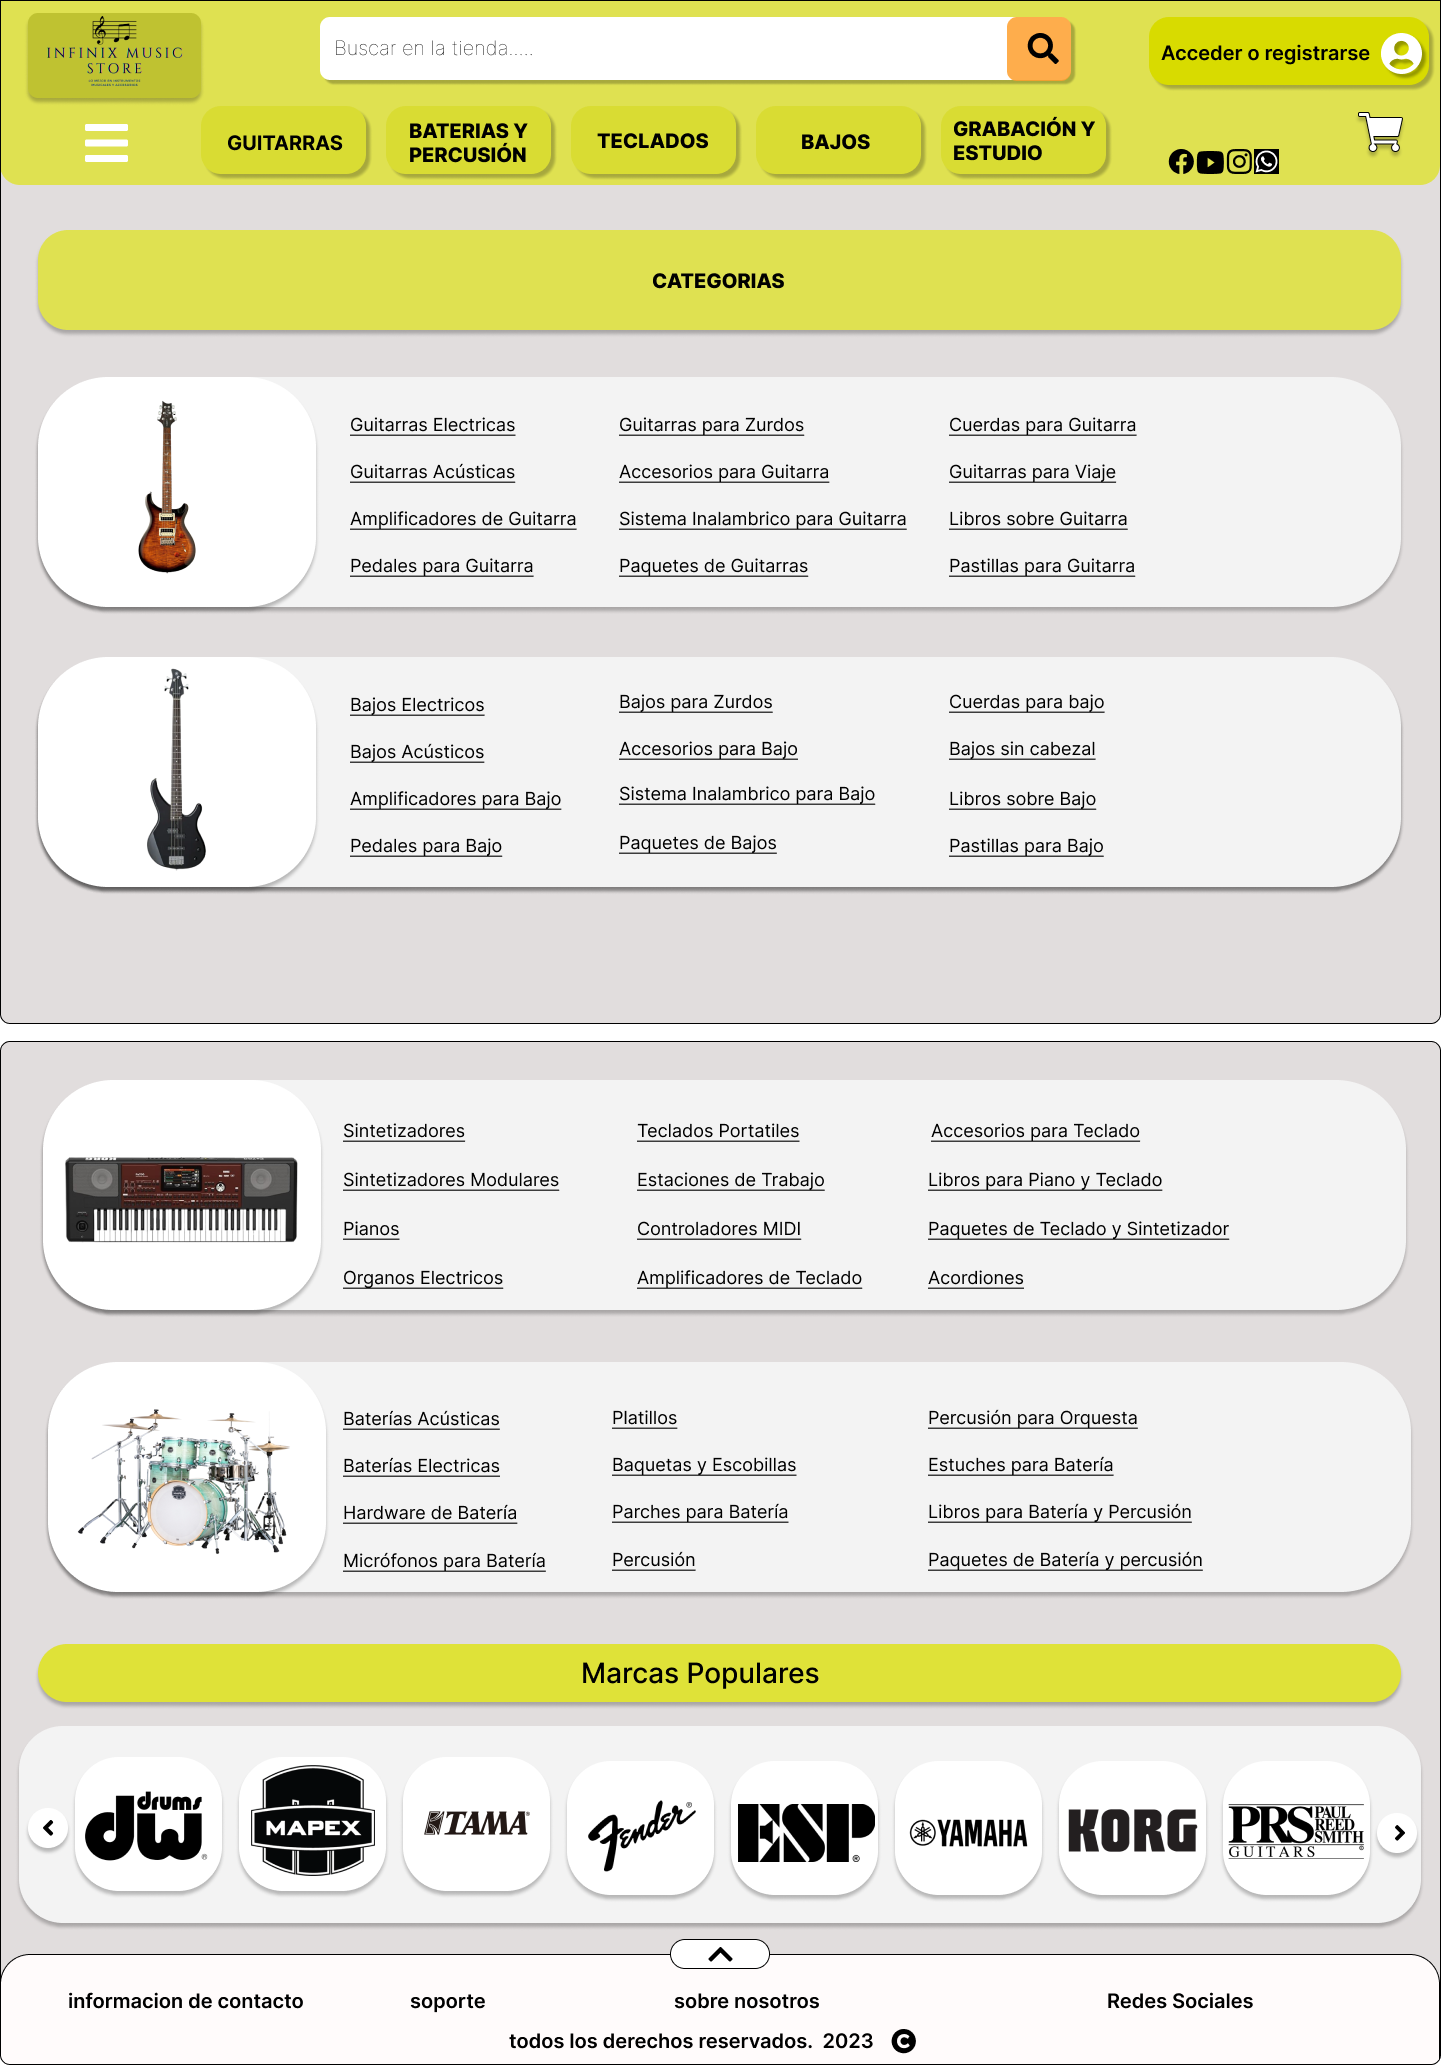 INFINIX MUSIC
STORE
Buscar en la tienda.....
Acceder o registrarse
GUITARRAS
BATERIAS Y
PERCUSIÓN
TECLADOS
BAJOS
GRABACIÓN Y
ESTUDIO
CATEGORIAS
Guitarras Electricas
Guitarras para Zurdos
Cuerdas para Guitarra
Guitarras Acústicas
Accesorios para Guitarra
Guitarras para Viaje
Amplificadores de Guitarra
Sistema Inalambrico para Guitarra
Libros sobre Guitarra
Pedales para Guitarra
Paquetes de Guitarras
Pastillas para Guitarra
Bajos Electricos
Bajos para Zurdos
Cuerdas para bajo
Bajos Acústicos
Accesorios para Bajo
Bajos sin cabezal
Amplificadores para Bajo
Sistema Inalambrico para Bajo
Libros sobre Bajo
Pedales para Bajo
Paquetes de Bajos
Pastillas para Bajo
Sintetizadores
Teclados Portatiles
Accesorios para Teclado
Sintetizadores Modulares
Estaciones de Trabajo
Libros para Piano y Teclado
Pianos
Controladores MIDI
Paquetes de Teclado y Sintetizador
Organos Electricos
Amplificadores de Teclado
Acordiones
Baterías Acústicas
Platillos
Percusión para Orquesta
Baterías Electricas
Baquetas y Escobillas
Estuches para Batería
Hardware de Batería
Parches para Batería
Libros para Batería y Percusión
Micrófonos para Batería
Percusión
Paquetes de Batería y percusión
Marcas Populares
drums
dw ®
MAPEX
TAMA
Fender ®
ESP ®
YAMAHA
KORG
PRS PAUL
REED
SMITH
GUITARS ®
informacion de contacto
soporte
sobre nosotros
Redes Sociales
todos los derechos reservados. 2023 ©